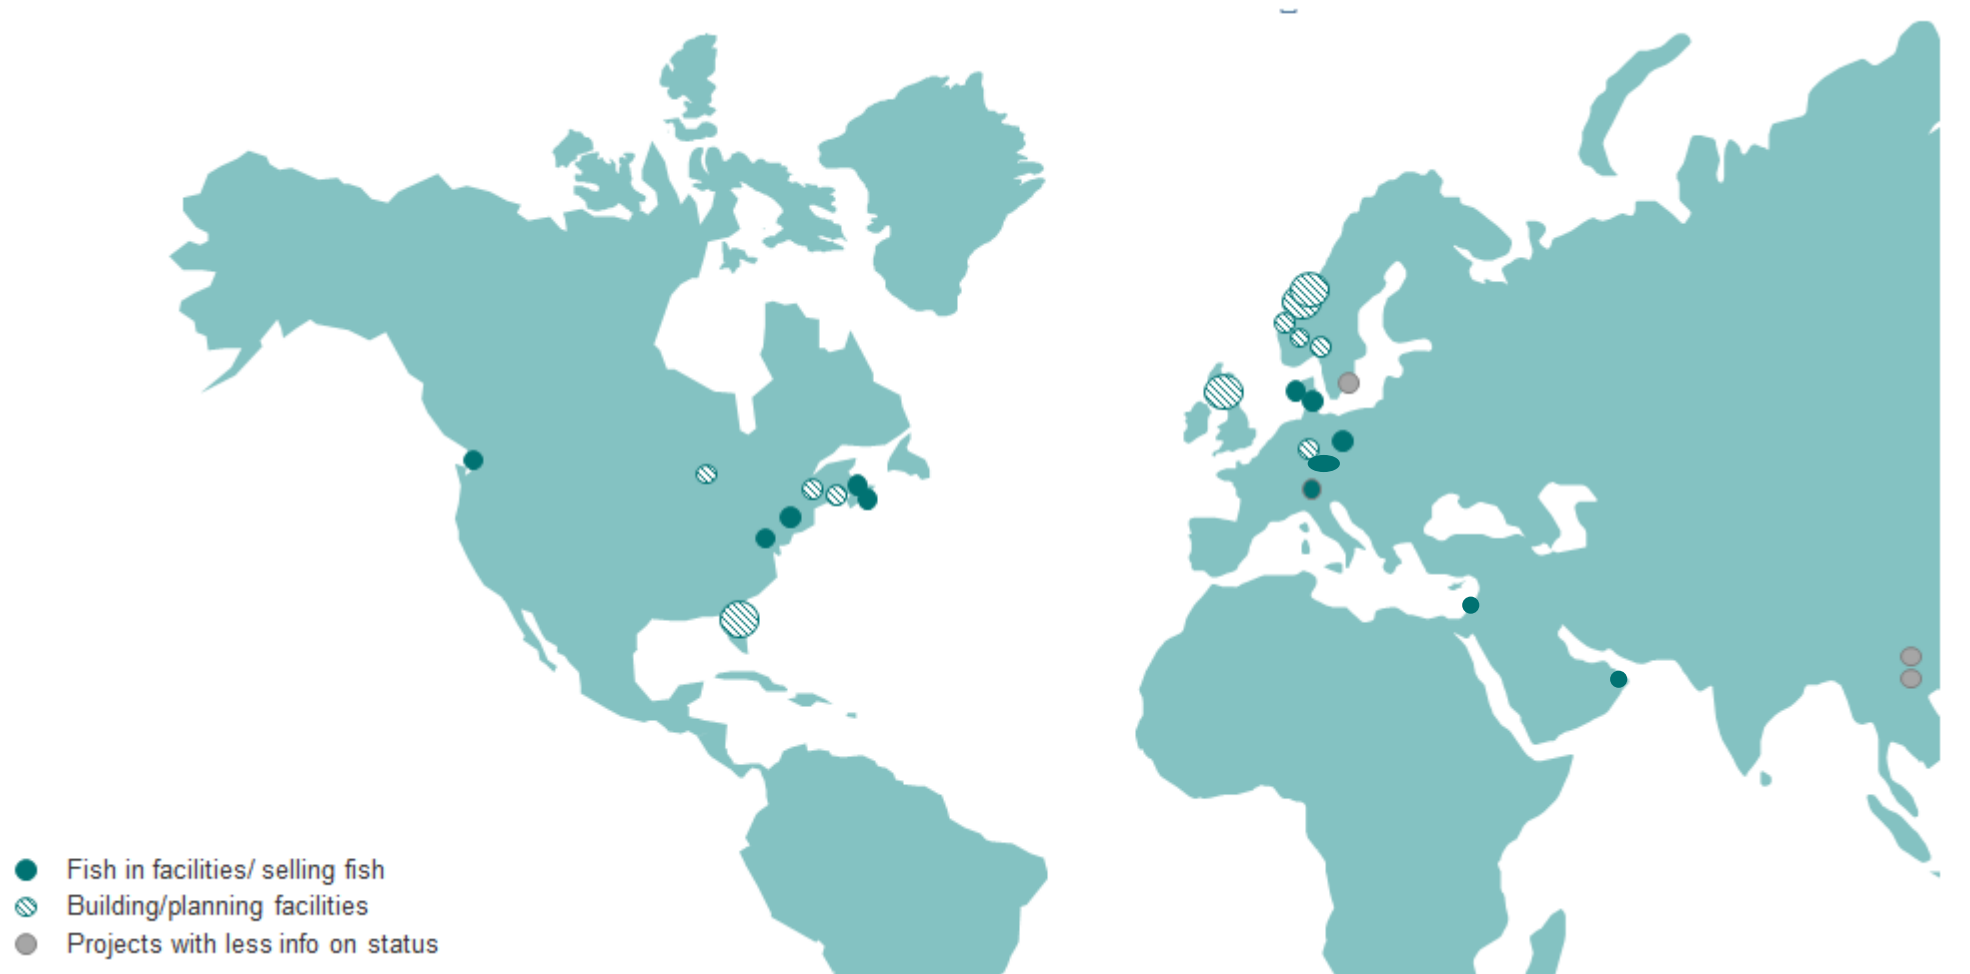 Fish in facilities/ selling fish
Building/planning facilities
Projects with less info on status